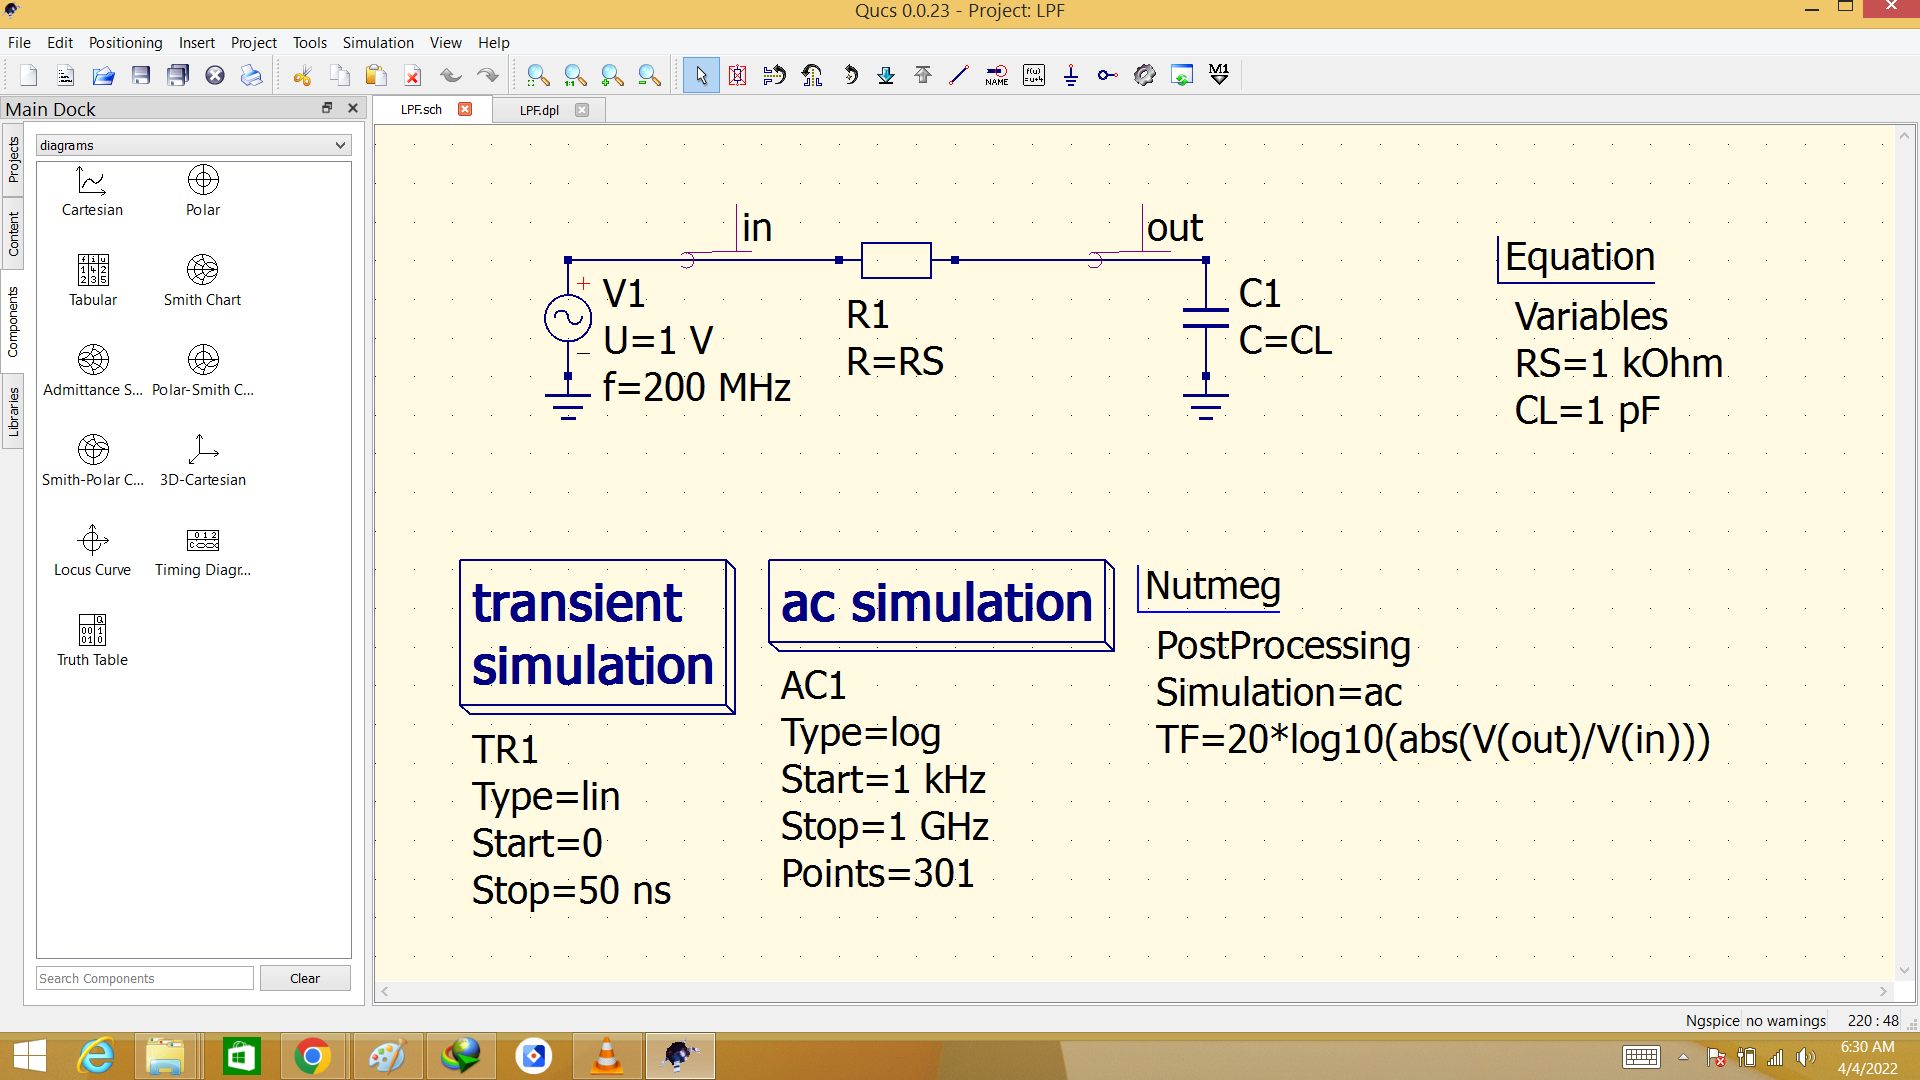 Qucs 0.0.23 - Project: LPF
File Edit Positioning Insert Project Tools Simulation View Help
NAME
M1
Main Dock
LPF.sch
LPF.dpl
Projects
Content
Components
Libraries
diagrams
Cartesian
Polar
Tabular
Smith Chart
Admittance S...
Polar-Smith C...
Smith-Polar C...
3D-Cartesian
Locus Curve
Timing Diagr...
Truth Table
Search Components
Clear
in
out
V1
U=1 V
f=200 MHz
R1
R=RS
C1
C=CL
Equation
Variables
RS=1 kOhm
CL=1 pF
transient
simulation
TR1
Type=lin
Start=0
Stop=50 ns
ac simulation
AC1
Type=log
Start=1 kHz
Stop=1 GHz
Points=301
Nutmeg
PostProcessing
Simulation=ac
TF=20*log10(abs(V(out)/V(in)))
Ngspice no warnings 220 : 48
6:30 AM
4/4/2022